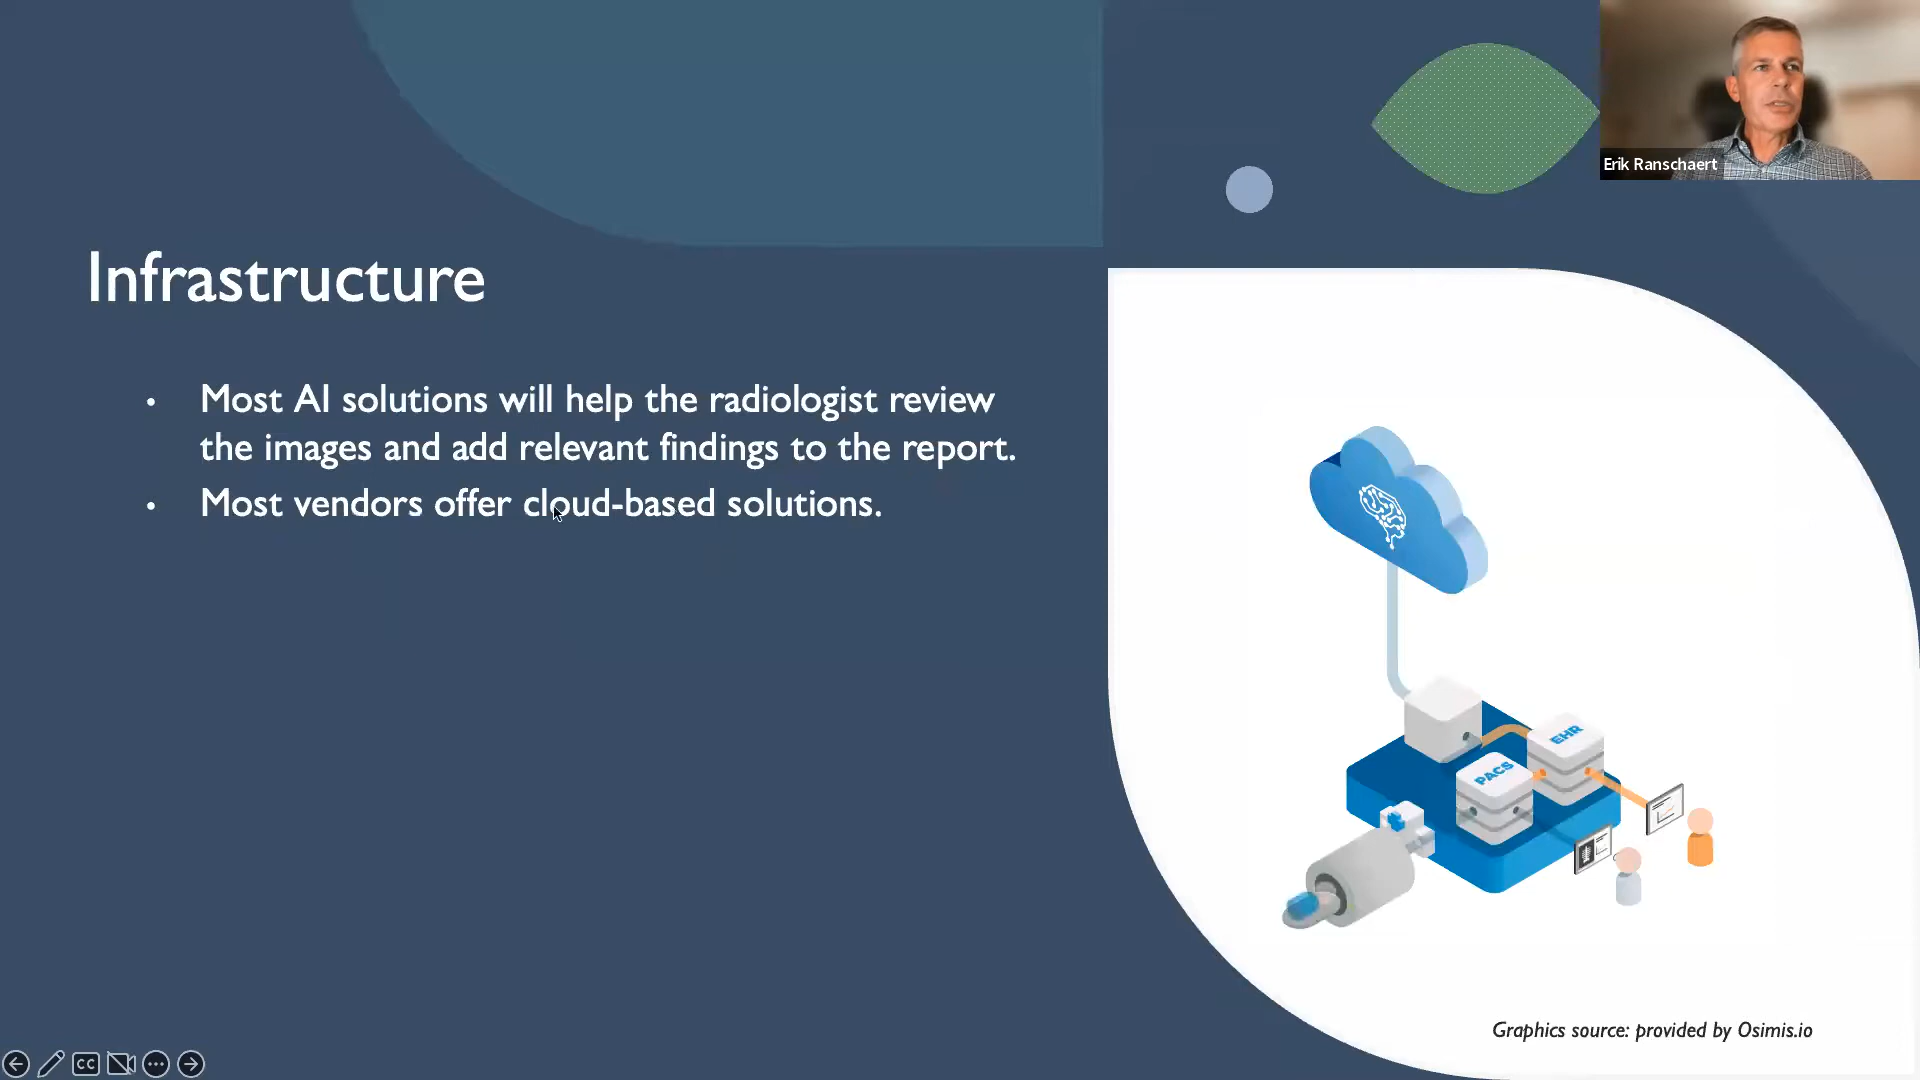 Erik Ranschaert
Infrastructure
• Most AI solutions will help the radiologist review
the images and add relevant findings to the report.
• Most vendors offer cloud-based solutions.
EHR
PACS
Graphics source: provided by Osimis.io
CC